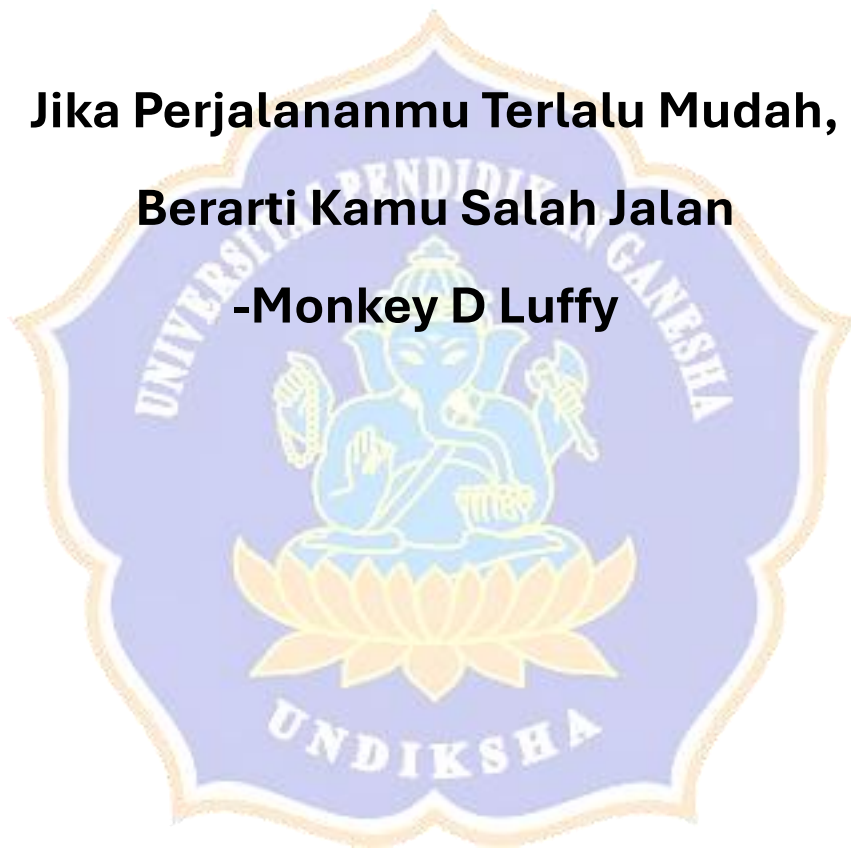 Jika Perjalananmu Terlalu Mudah,
Berarti Kamu Salah Jalan
-Monkey D Luffy
UNIVERSITAS PENDIDIKAN GANESHA
UNDIKSHA